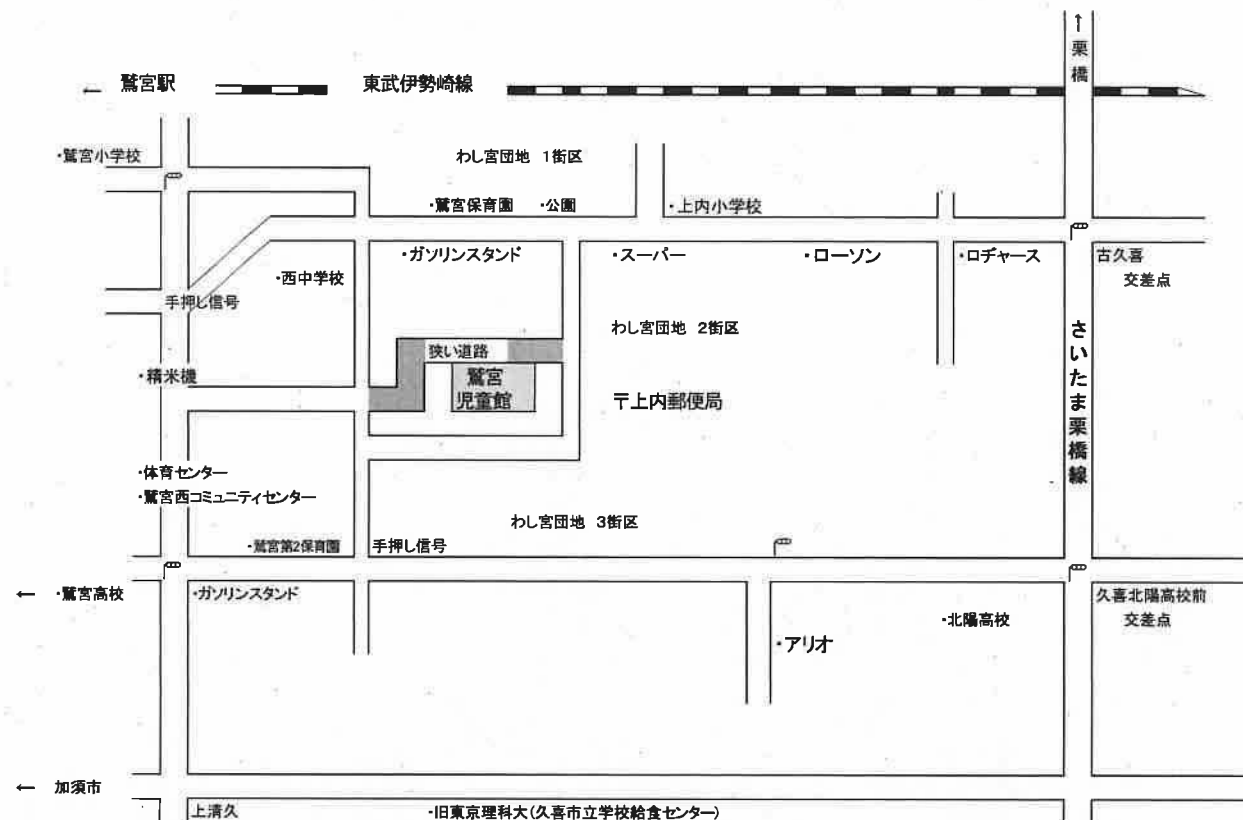 ↑
栗
橋
← 鷲宮駅
東武伊勢崎線
・鷲宮小学校
わし宮団地 1街区
・鷲宮保育園 ・公園
・上内小学校
・ガソリンスタンド
・スーパー
・ローソン
・ロヂャース
古久喜
交差点
・西中学校
手押し信号
わし宮団地 2街区
狭い道路
鷲宮
児童館
・精米機
〒上内郵便局
さいたま栗橋線
・体育センター
・鷲宮西コミュニティセンター
わし宮団地 3街区
・鷲宮第2保育園
手押し信号
← ・鷲宮高校
・ガソリンスタンド
久喜北陽高校前
交差点
・北陽高校
・アリオ
← 加須市
上清久
・旧東京理科大(久喜市立学校給食センター)